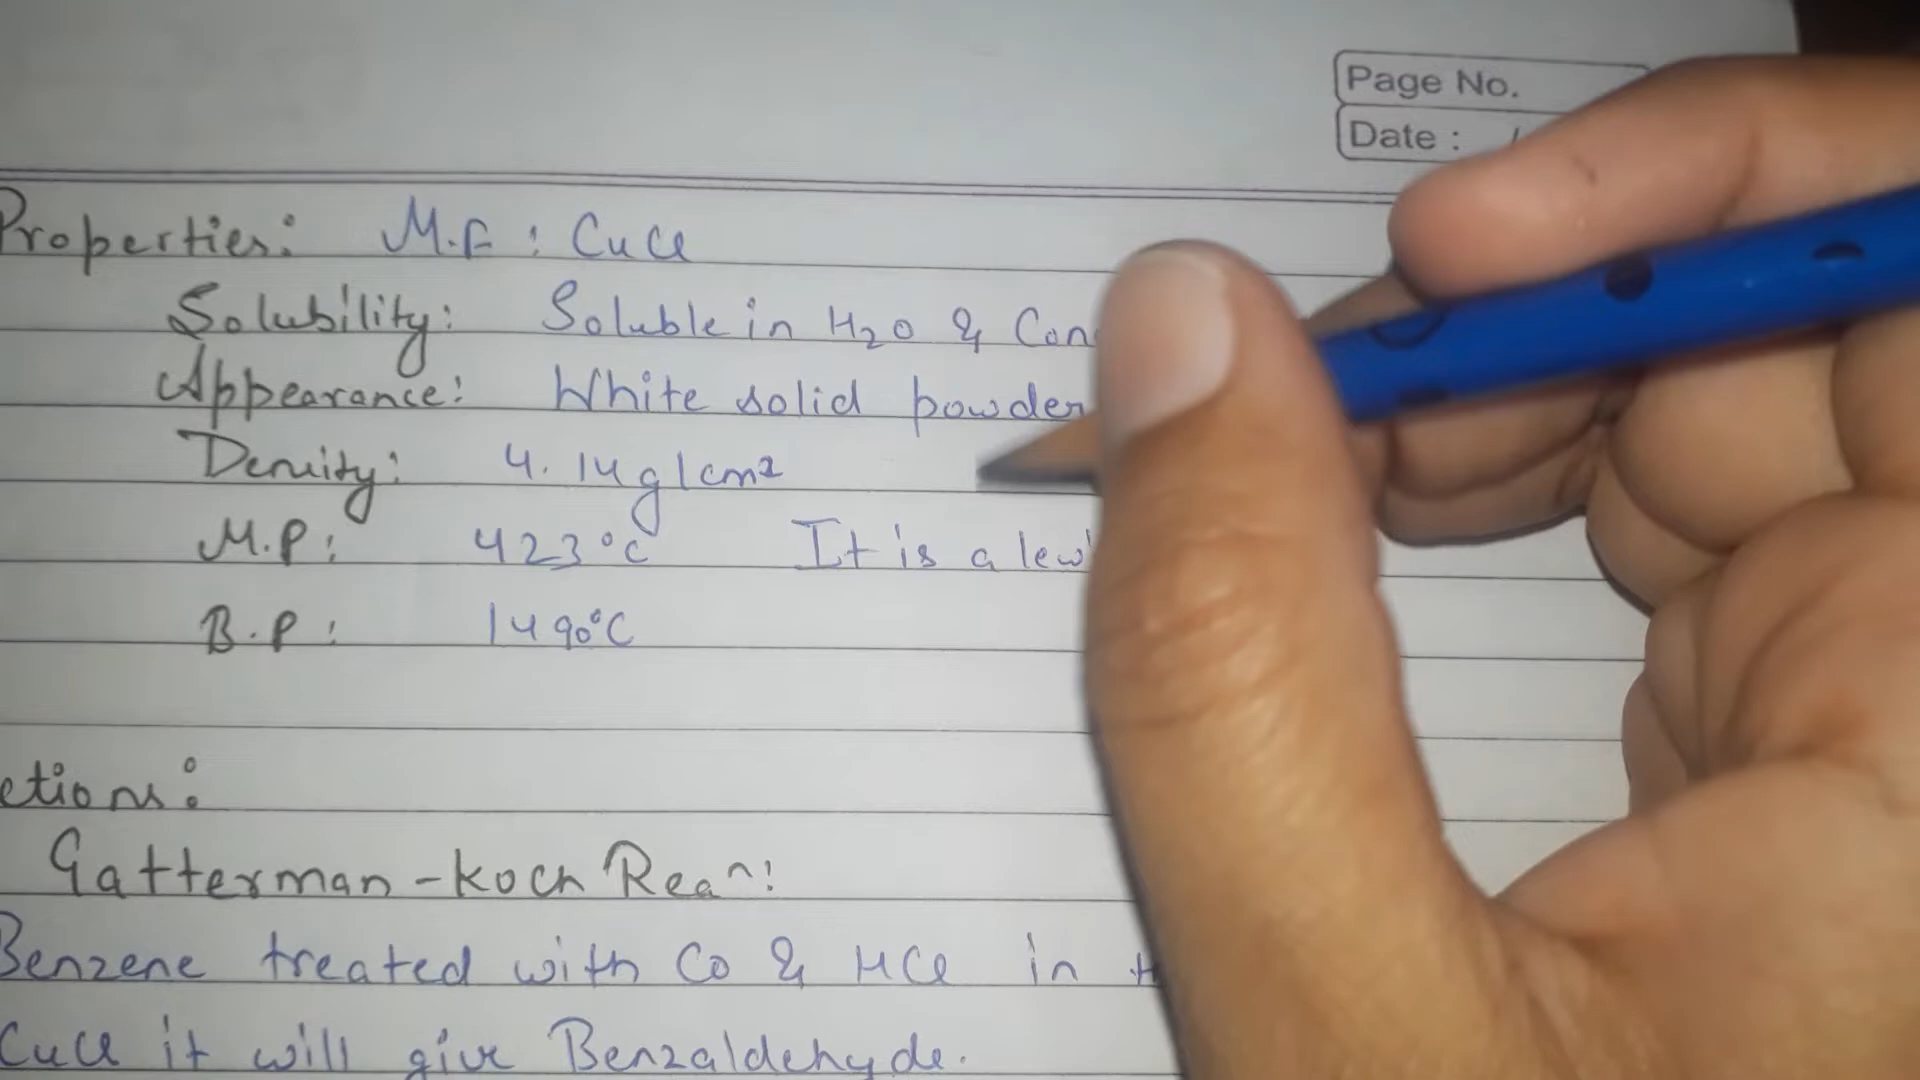 Page No.
Date : /
Properties: M.F : CuCl
Solubility: Soluble in H2O & Con
Appearance: White solid powder
Density: 4.14g/cm²
M.P: 423°C It is a lew
B.P: 1490°C
ctions:
Gatterman-Koch Rea^n:
Benzene treated with CO & HCl in
CuCl it will give Benzaldehyde.